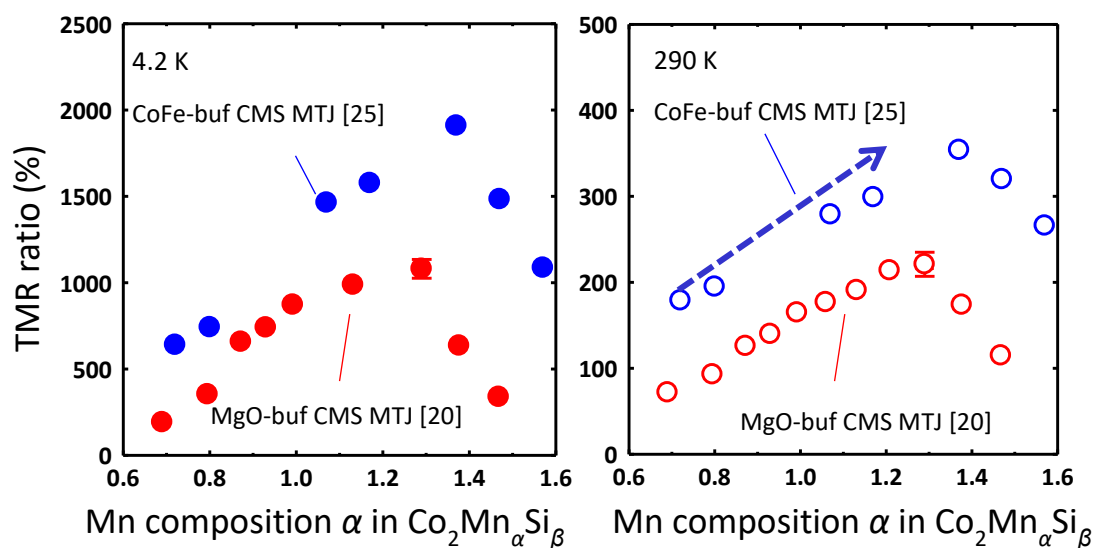 TMR ratio (%)
2500
2000
1500
1000
500
0
4.2 K
CoFe-buf CMS MTJ [25]
MgO-buf CMS MTJ [20]
0.6 0.8 1.0 1.2 1.4 1.6
Mn composition α in Co₂MnαSiβ
500
400
300
200
100
0
290 K
CoFe-buf CMS MTJ [25]
MgO-buf CMS MTJ [20]
0.6 0.8 1.0 1.2 1.4 1.6
Mn composition α in Co₂MnαSiβ